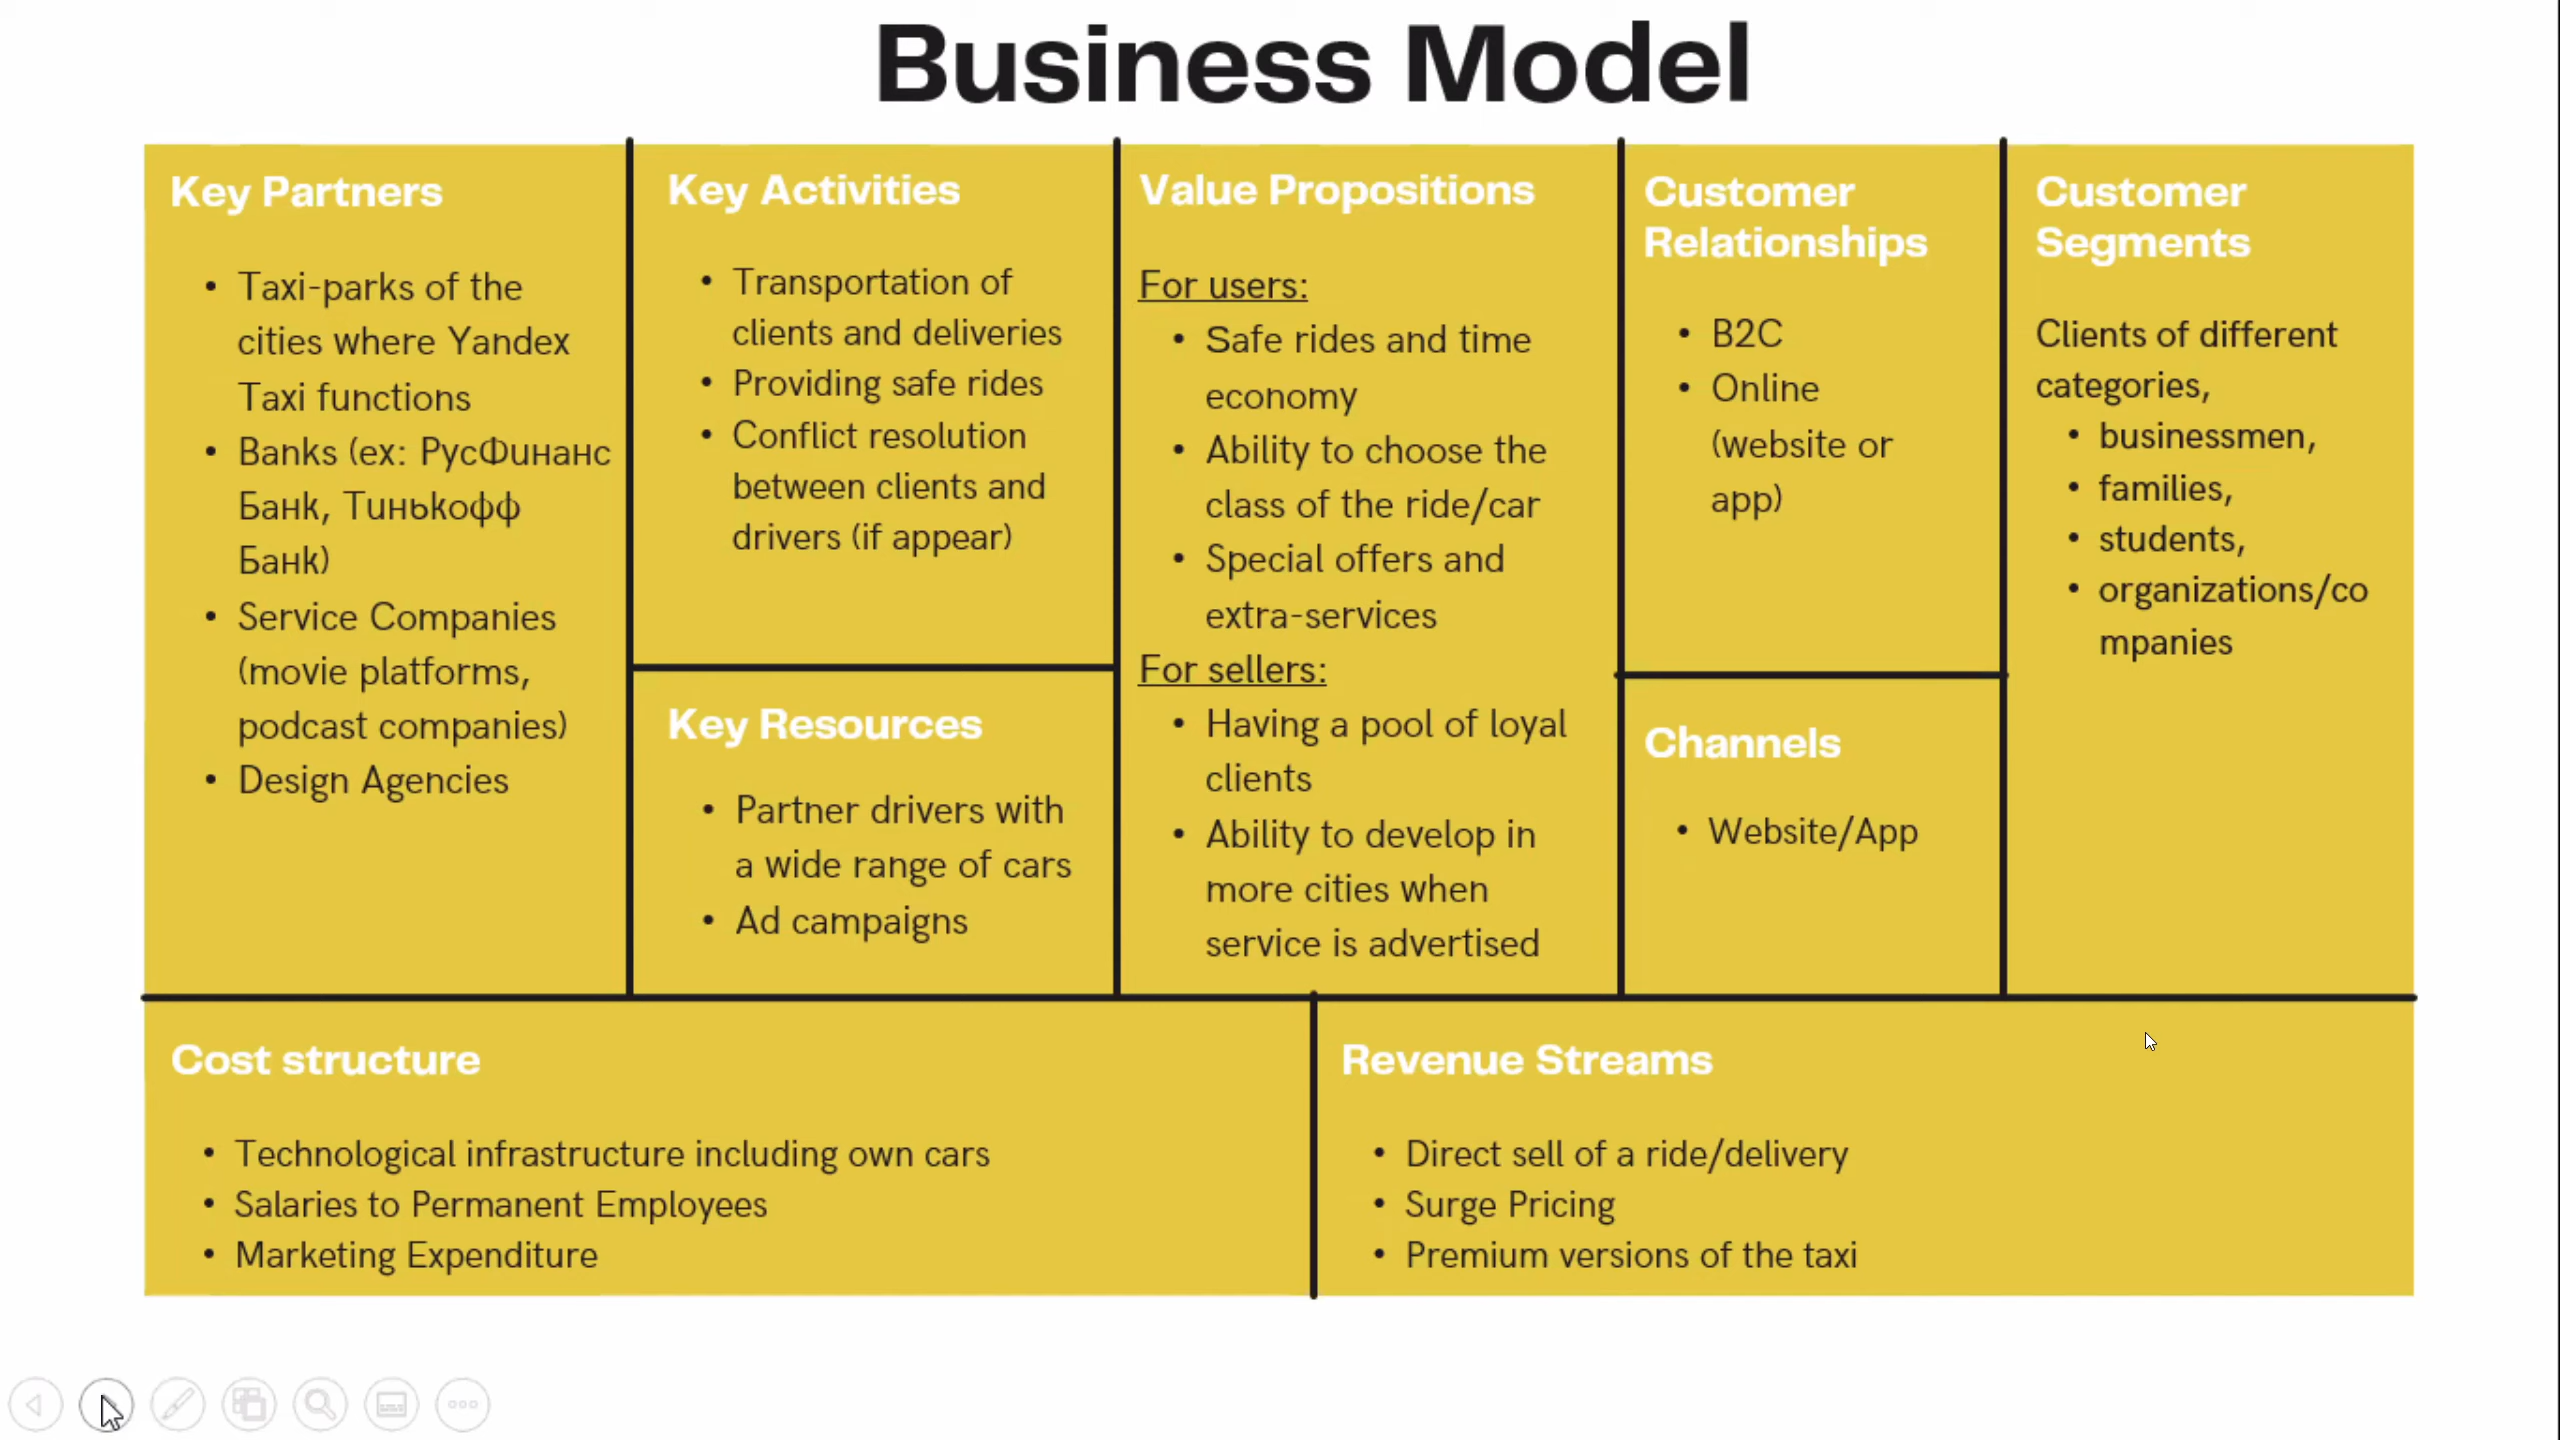 Business Model
Key Partners
• Taxi-parks of the
cities where Yandex
Taxi functions
• Banks (ex: РусФинанс
Банк, Тинькофф
Банк)
• Service Companies
(movie platforms,
podcast companies)
• Design Agencies
Key Activities
• Transportation of
clients and deliveries
• Providing safe rides
• Conflict resolution
between clients and
drivers (if appear)
Key Resources
• Partner drivers with
a wide range of cars
• Ad campaigns
Value Propositions
For users:
• Safe rides and time
economy
• Ability to choose the
class of the ride/car
• Special offers and
extra-services
For sellers:
• Having a pool of loyal
clients
• Ability to develop in
more cities when
service is advertised
Customer
Relationships
• B2C
• Online
(website or
app)
Channels
• Website/App
Customer
Segments
Clients of different
categories,
• businessmen,
• families,
• students,
• organizations/co
mpanies
Cost structure
• Technological infrastructure including own cars
• Salaries to Permanent Employees
• Marketing Expenditure
Revenue Streams
• Direct sell of a ride/delivery
• Surge Pricing
• Premium versions of the taxi